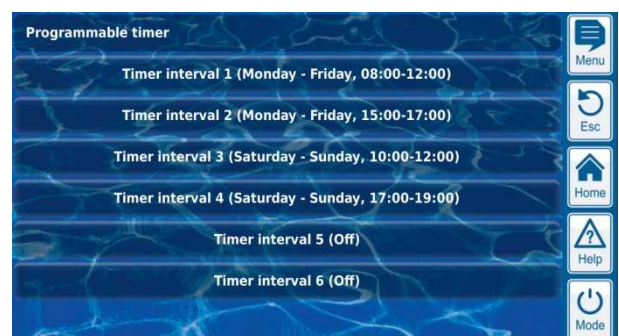 Programmable timer
Timer interval 1 (Monday - Friday, 08:00-12:00)
Timer interval 2 (Monday - Friday, 15:00-17:00)
Timer interval 3 (Saturday - Sunday, 10:00-12:00)
Timer interval 4 (Saturday - Sunday, 17:00-19:00)
Timer interval 5 (Off)
Timer interval 6 (Off)
Menu
Esc
Home
?
Help
Mode